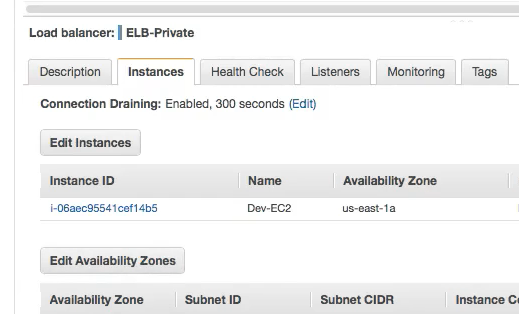 Load balancer: ELB-Private
Description Instances Health Check Listeners Monitoring Tags
Connection Draining: Enabled, 300 seconds (Edit)
Edit Instances
Instance ID Name Availability Zone
i-06aec95541cef14b5 Dev-EC2 us-east-1a
Edit Availability Zones
Availability Zone Subnet ID Subnet CIDR Instance